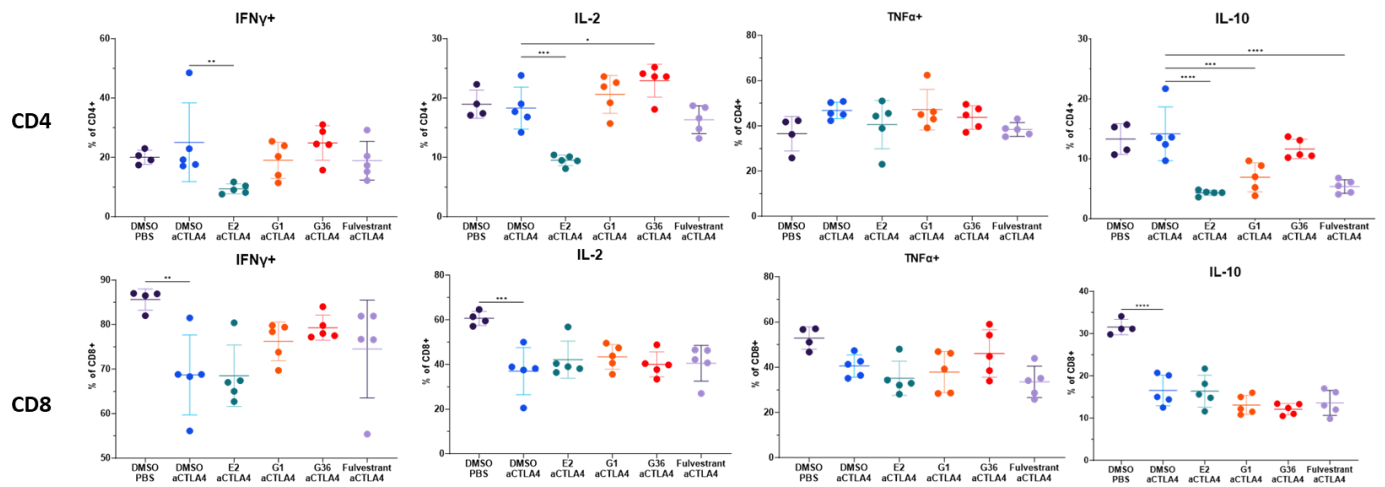 CD4
IFNγ+
% of CD4+
60
40
20
0
**
DMSO PBS
DMSO aCTLA4
E2 aCTLA4
G1 aCTLA4
G36 aCTLA4
Fulvestrant aCTLA4
IL-2
% of CD4+
30
20
10
0
***
*
DMSO PBS
DMSO aCTLA4
E2 aCTLA4
G1 aCTLA4
G36 aCTLA4
Fulvestrant aCTLA4
TNFα+
% of CD4+
80
60
40
20
0
DMSO PBS
DMSO aCTLA4
E2 aCTLA4
G1 aCTLA4
G36 aCTLA4
Fulvestrant aCTLA4
IL-10
% of CD4+
30
20
10
0
****
***
****
DMSO PBS
DMSO aCTLA4
E2 aCTLA4
G1 aCTLA4
G36 aCTLA4
Fulvestrant aCTLA4
CD8
IFNγ+
% of CD8+
90
80
70
60
50
**
DMSO PBS
DMSO aCTLA4
E2 aCTLA4
G1 aCTLA4
G36 aCTLA4
Fulvestrant aCTLA4
IL-2
% of CD8+
80
60
40
20
0
***
DMSO PBS
DMSO aCTLA4
E2 aCTLA4
G1 aCTLA4
G36 aCTLA4
Fulvestrant aCTLA4
TNFα+
% of CD8+
80
60
40
20
0
DMSO PBS
DMSO aCTLA4
E2 aCTLA4
G1 aCTLA4
G36 aCTLA4
Fulvestrant aCTLA4
IL-10
% of CD8+
40
30
20
10
0
****
DMSO PBS
DMSO aCTLA4
E2 aCTLA4
G1 aCTLA4
G36 aCTLA4
Fulvestrant aCTLA4